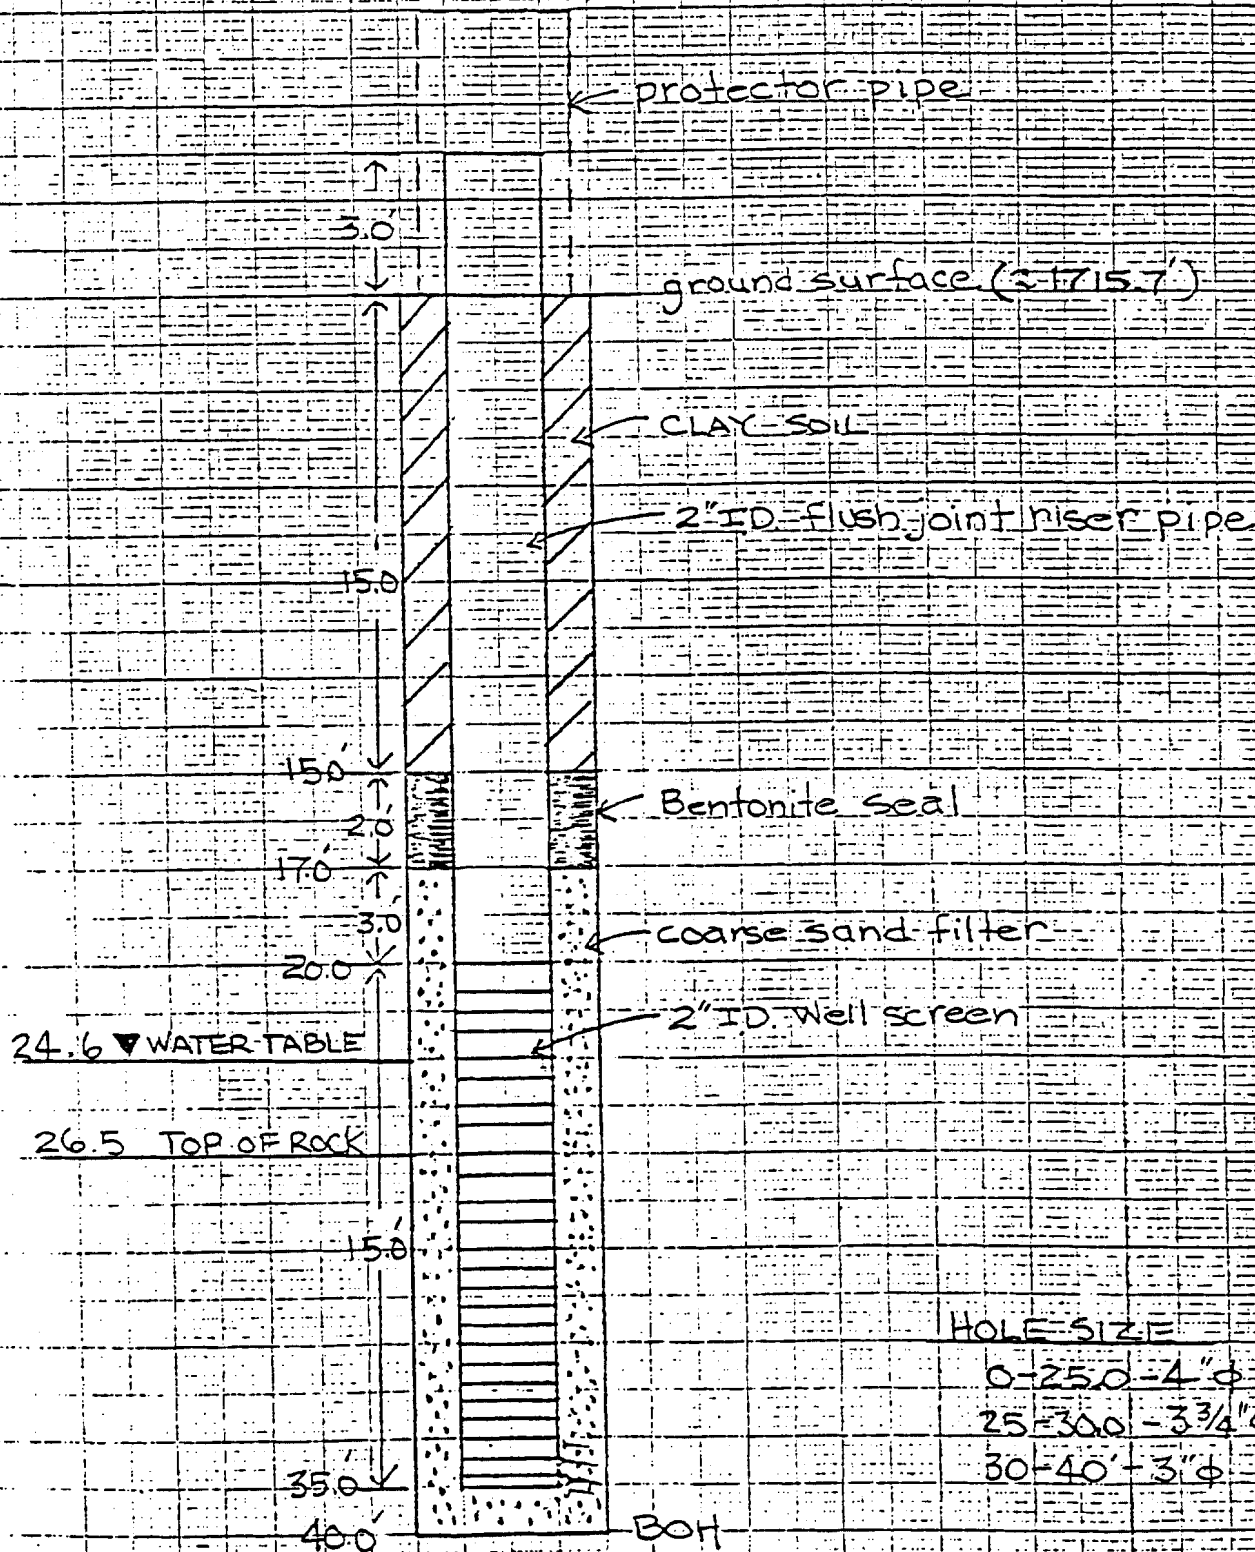 protector pipe
3.0'
ground surface (≈1715.7')
CLAY SOIL
2" ID flush joint riser pipe
15.0'
15.0'
Bentonite seal
2.0'
17.0'
3.0'
coarse sand filter
20.0'
2" ID Well screen
24.6 ▼ WATER TABLE
26.5 TOP OF ROCK
15.0'
HOLE SIZE
0-25.0 - 4" ϕ
25-30.0 - 3 3/4"
30-40' - 3" ϕ
35.0'
40.0'
BOH